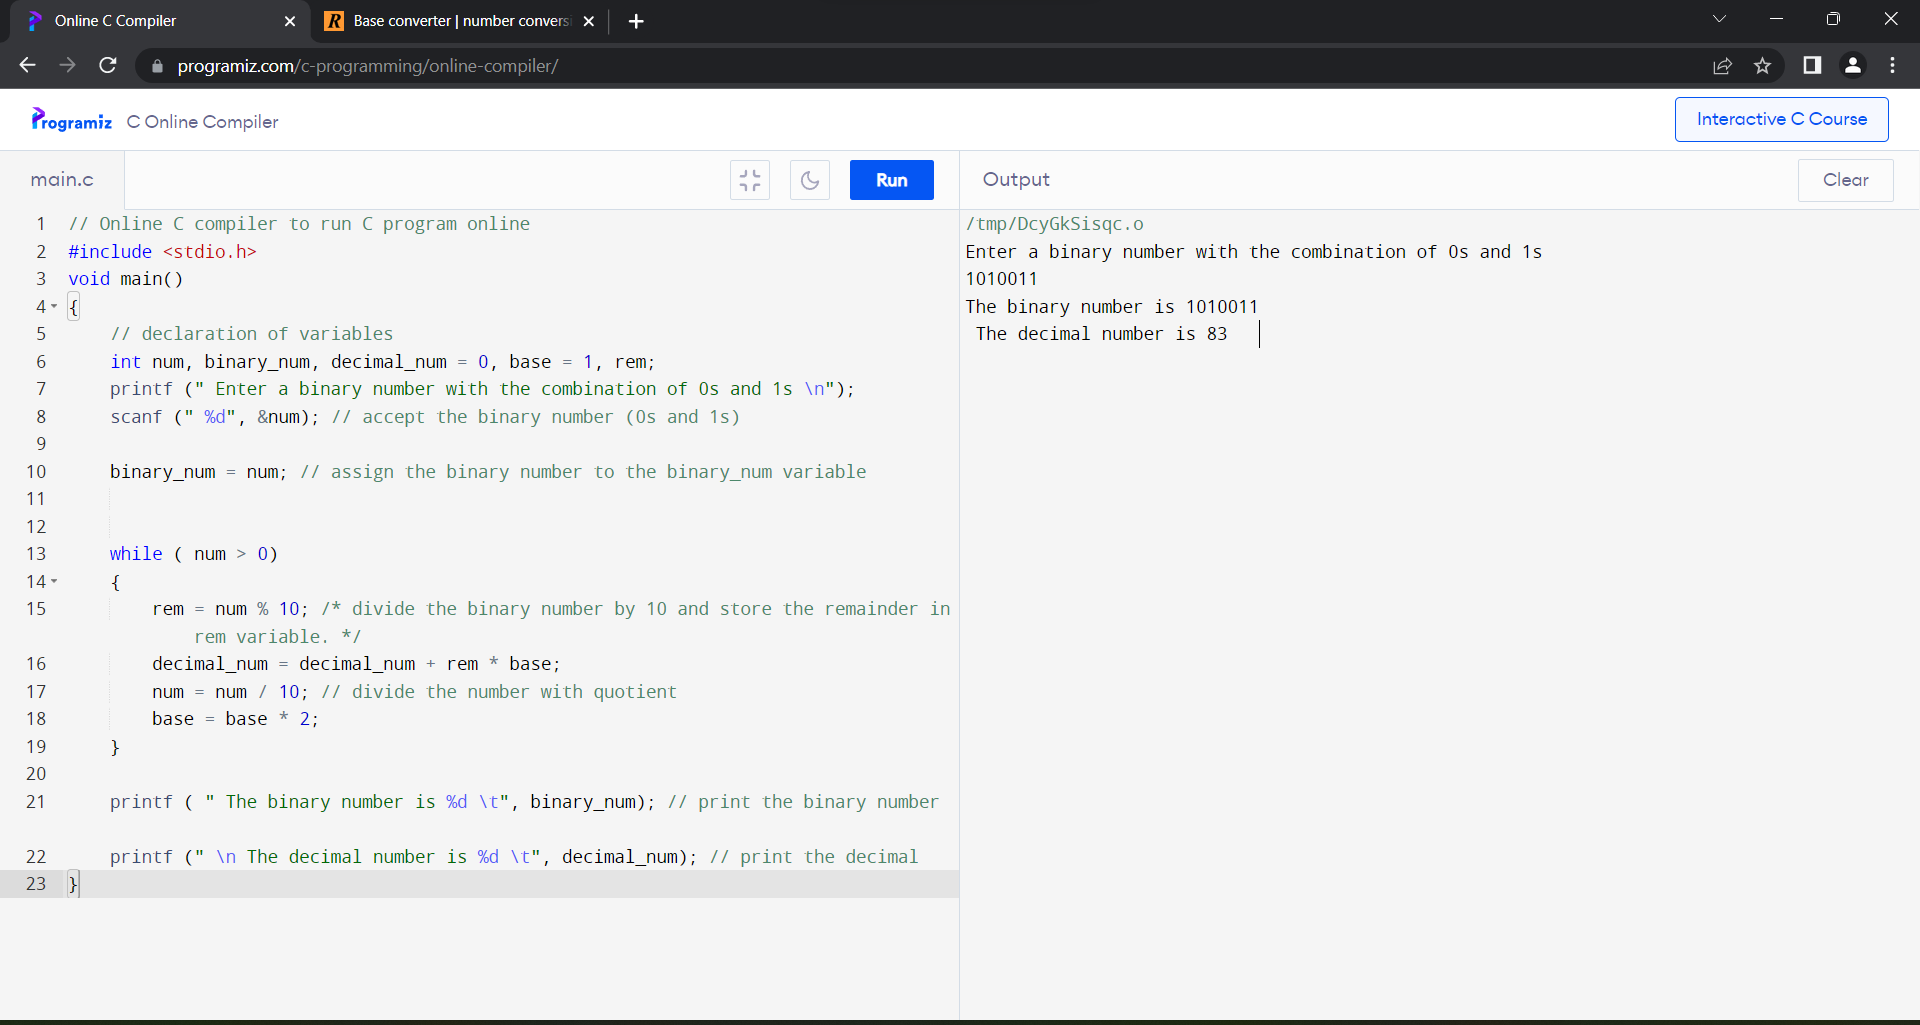 Online C Compiler
Base converter | number convers
programiz.com/c-programming/online-compiler/
Programiz C Online Compiler
Interactive C Course
main.c
Run
Output
Clear
1 // Online C compiler to run C program online
2 #include <stdio.h>
3 void main()
4 {
5 // declaration of variables
6 int num, binary_num, decimal_num = 0, base = 1, rem;
7 printf (" Enter a binary number with the combination of 0s and 1s \n");
8 scanf (" %d", &num); // accept the binary number (0s and 1s)
9
10 binary_num = num; // assign the binary number to the binary_num variable
11
12
13 while ( num > 0)
14 {
15 rem = num % 10; /* divide the binary number by 10 and store the remainder in
rem variable. */
16 decimal_num = decimal_num + rem * base;
17 num = num / 10; // divide the number with quotient
18 base = base * 2;
19 }
20
21 printf ( " The binary number is %d \t", binary_num); // print the binary number
22 printf (" \n The decimal number is %d \t", decimal_num); // print the decimal
23 }
/tmp/DcyGkSisqc.o
Enter a binary number with the combination of 0s and 1s
1010011
The binary number is 1010011
The decimal number is 83